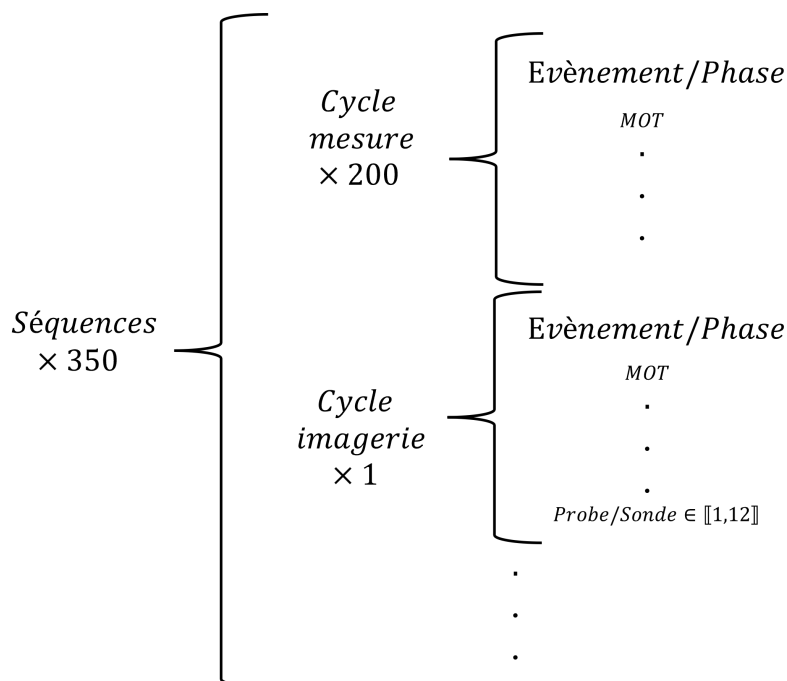 Séquences
× 350
Cycle
mesure
× 200
Evènement/Phase
MOT
.
.
.
Cycle
imagerie
× 1
Evènement/Phase
MOT
.
.
.
Probe/Sonde ∈ ⟦1,12⟧
.
.
.